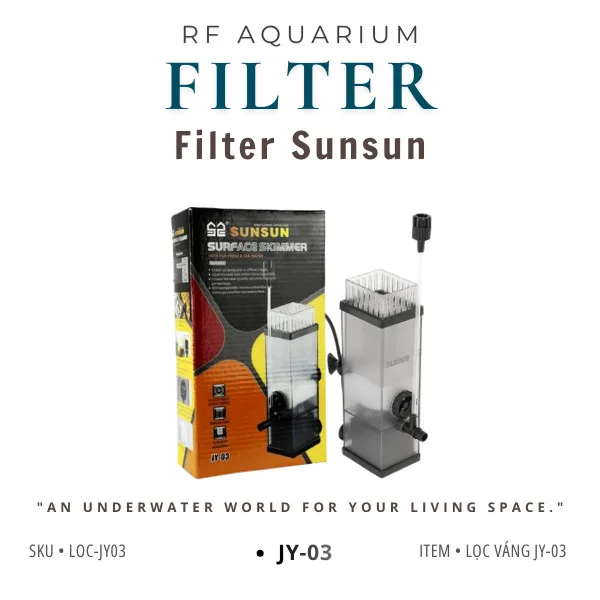 RF AQUARIUM
FILTER
Filter Sunsun
SUNSUN
SURFACE SKIMMER
JY-03
"AN UNDERWATER WORLD FOR YOUR LIVING SPACE."
SKU • LOC-JY03
• JY-03
ITEM • LỌC VÁNG JY-03